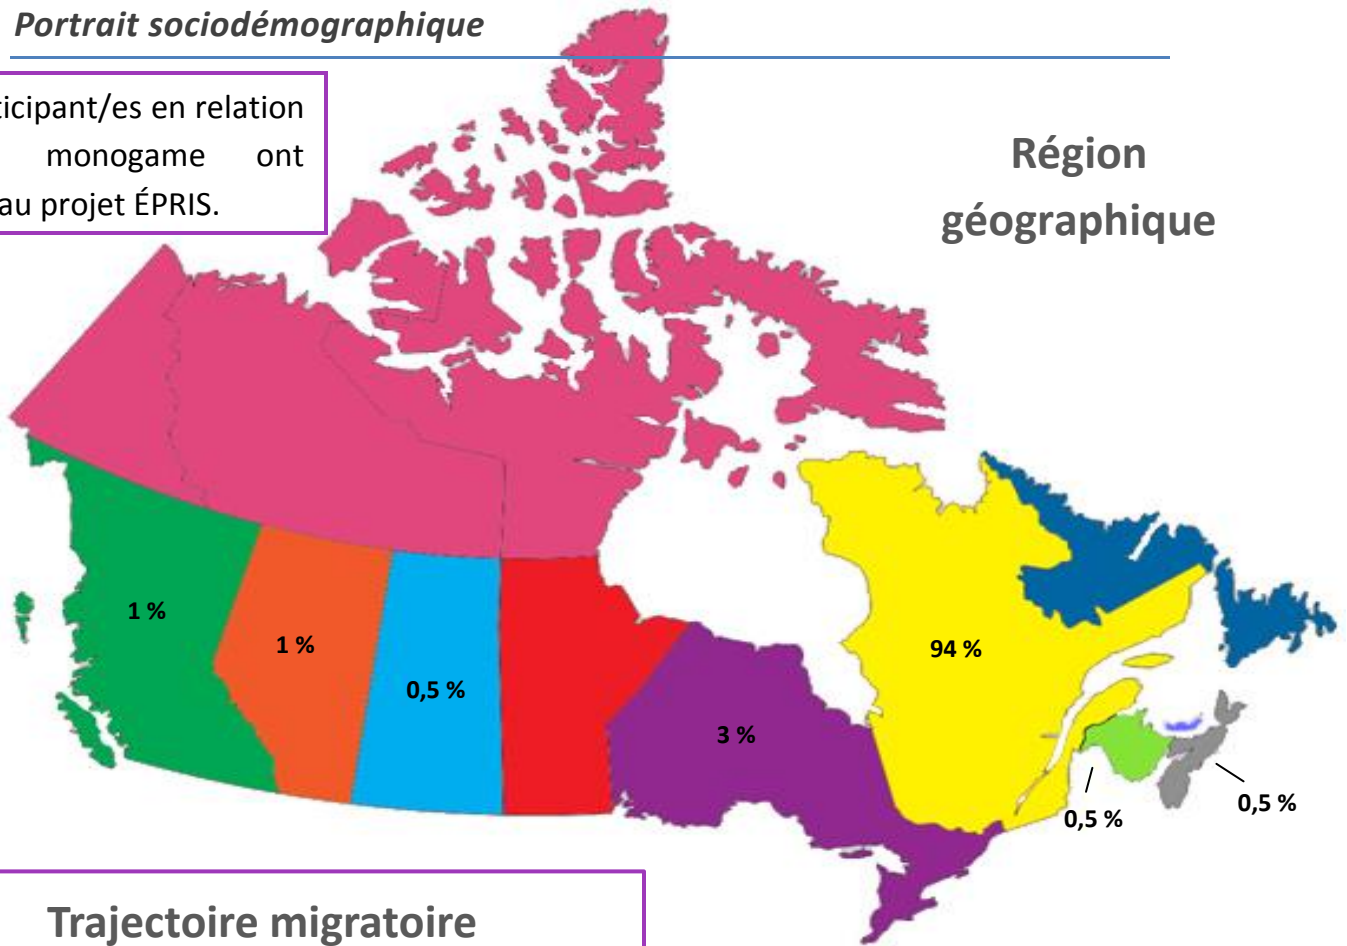 Portrait sociodémographique
ticipant/es en relation
monogame ont
au projet ÉPRIS.
Région
géographique
1 %
1 %
0,5 %
94 %
3 %
0,5 %
0,5 %
Trajectoire migratoire